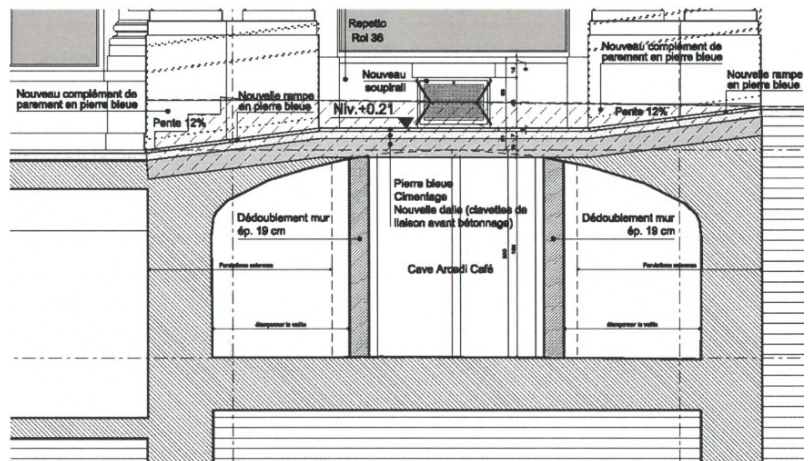 Repetto
Roi 36
Nouveau complément de
parement en pierre bleue
Nouveau
soupirail
Nouvelle rampe
en pierre bleue
Nouveau complément de
parement en pierre bleue
Nouvelle rampe
en pierre bleue
Pente 12%
Niv.+0.21
Pente 12%
Pierre bleue
Cimentage
Nouvelle dalle (clavettes de
liaison avant bétonnage)
Dédoublement mur
ép. 19 cm
Dédoublement mur
ép. 19 cm
Cave Arcadi Café